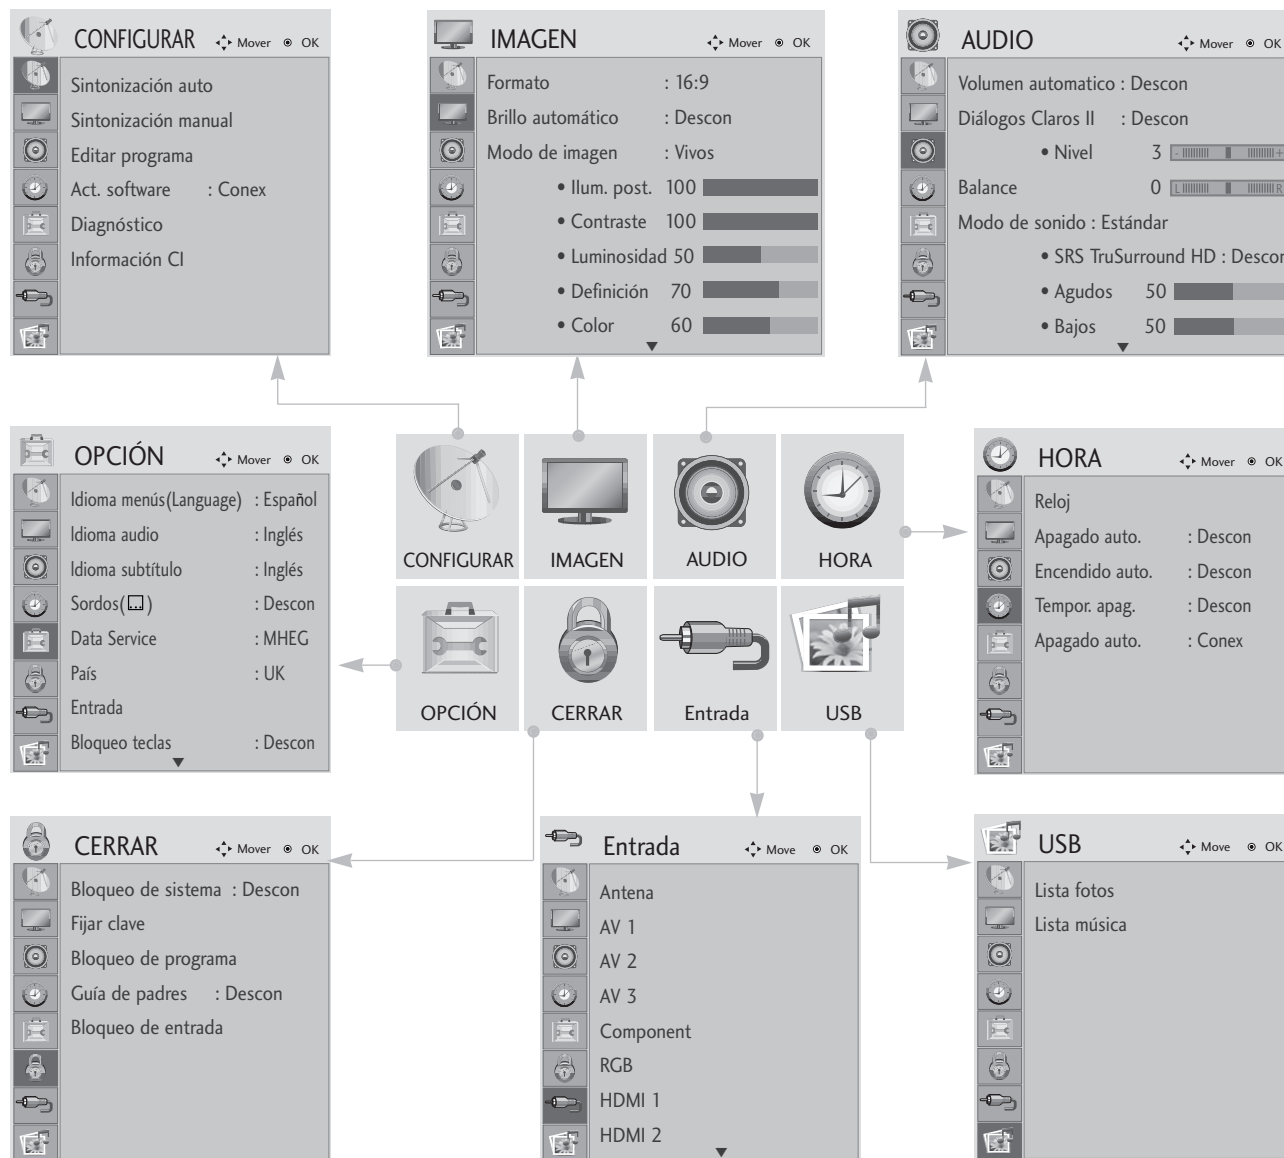 CONFIGURAR Mover OK
Sintonización auto
Sintonización manual
Editar programa
Act. software : Conex
Diagnóstico
Información CI
IMAGEN Mover OK
Formato : 16:9
Brillo automático : Descon
Modo de imagen : Vivos
• Ilum. post. 100
• Contraste 100
• Luminosidad 50
• Definición 70
• Color 60
AUDIO Mover OK
Volumen automatico : Descon
Diálogos Claros II : Descon
• Nivel 3 - +
Balance 0 L R
Modo de sonido : Estándar
• SRS TruSurround HD : Descon
• Agudos 50
• Bajos 50
OPCIÓN Mover OK
Idioma menús(Language) : Español
Idioma audio : Inglés
Idioma subtítulo : Inglés
Sordos( ) : Descon
Data Service : MHEG
País : UK
Entrada
Bloqueo teclas : Descon
CONFIGURAR
IMAGEN
AUDIO
HORA
OPCIÓN
CERRAR
Entrada
USB
HORA Mover OK
Reloj
Apagado auto. : Descon
Encendido auto. : Descon
Tempor. apag. : Descon
Apagado auto. : Conex
CERRAR Mover OK
Bloqueo de sistema : Descon
Fijar clave
Bloqueo de programa
Guía de padres : Descon
Bloqueo de entrada
Entrada Move OK
Antena
AV 1
AV 2
AV 3
Component
RGB
HDMI 1
HDMI 2
USB Move OK
Lista fotos
Lista música